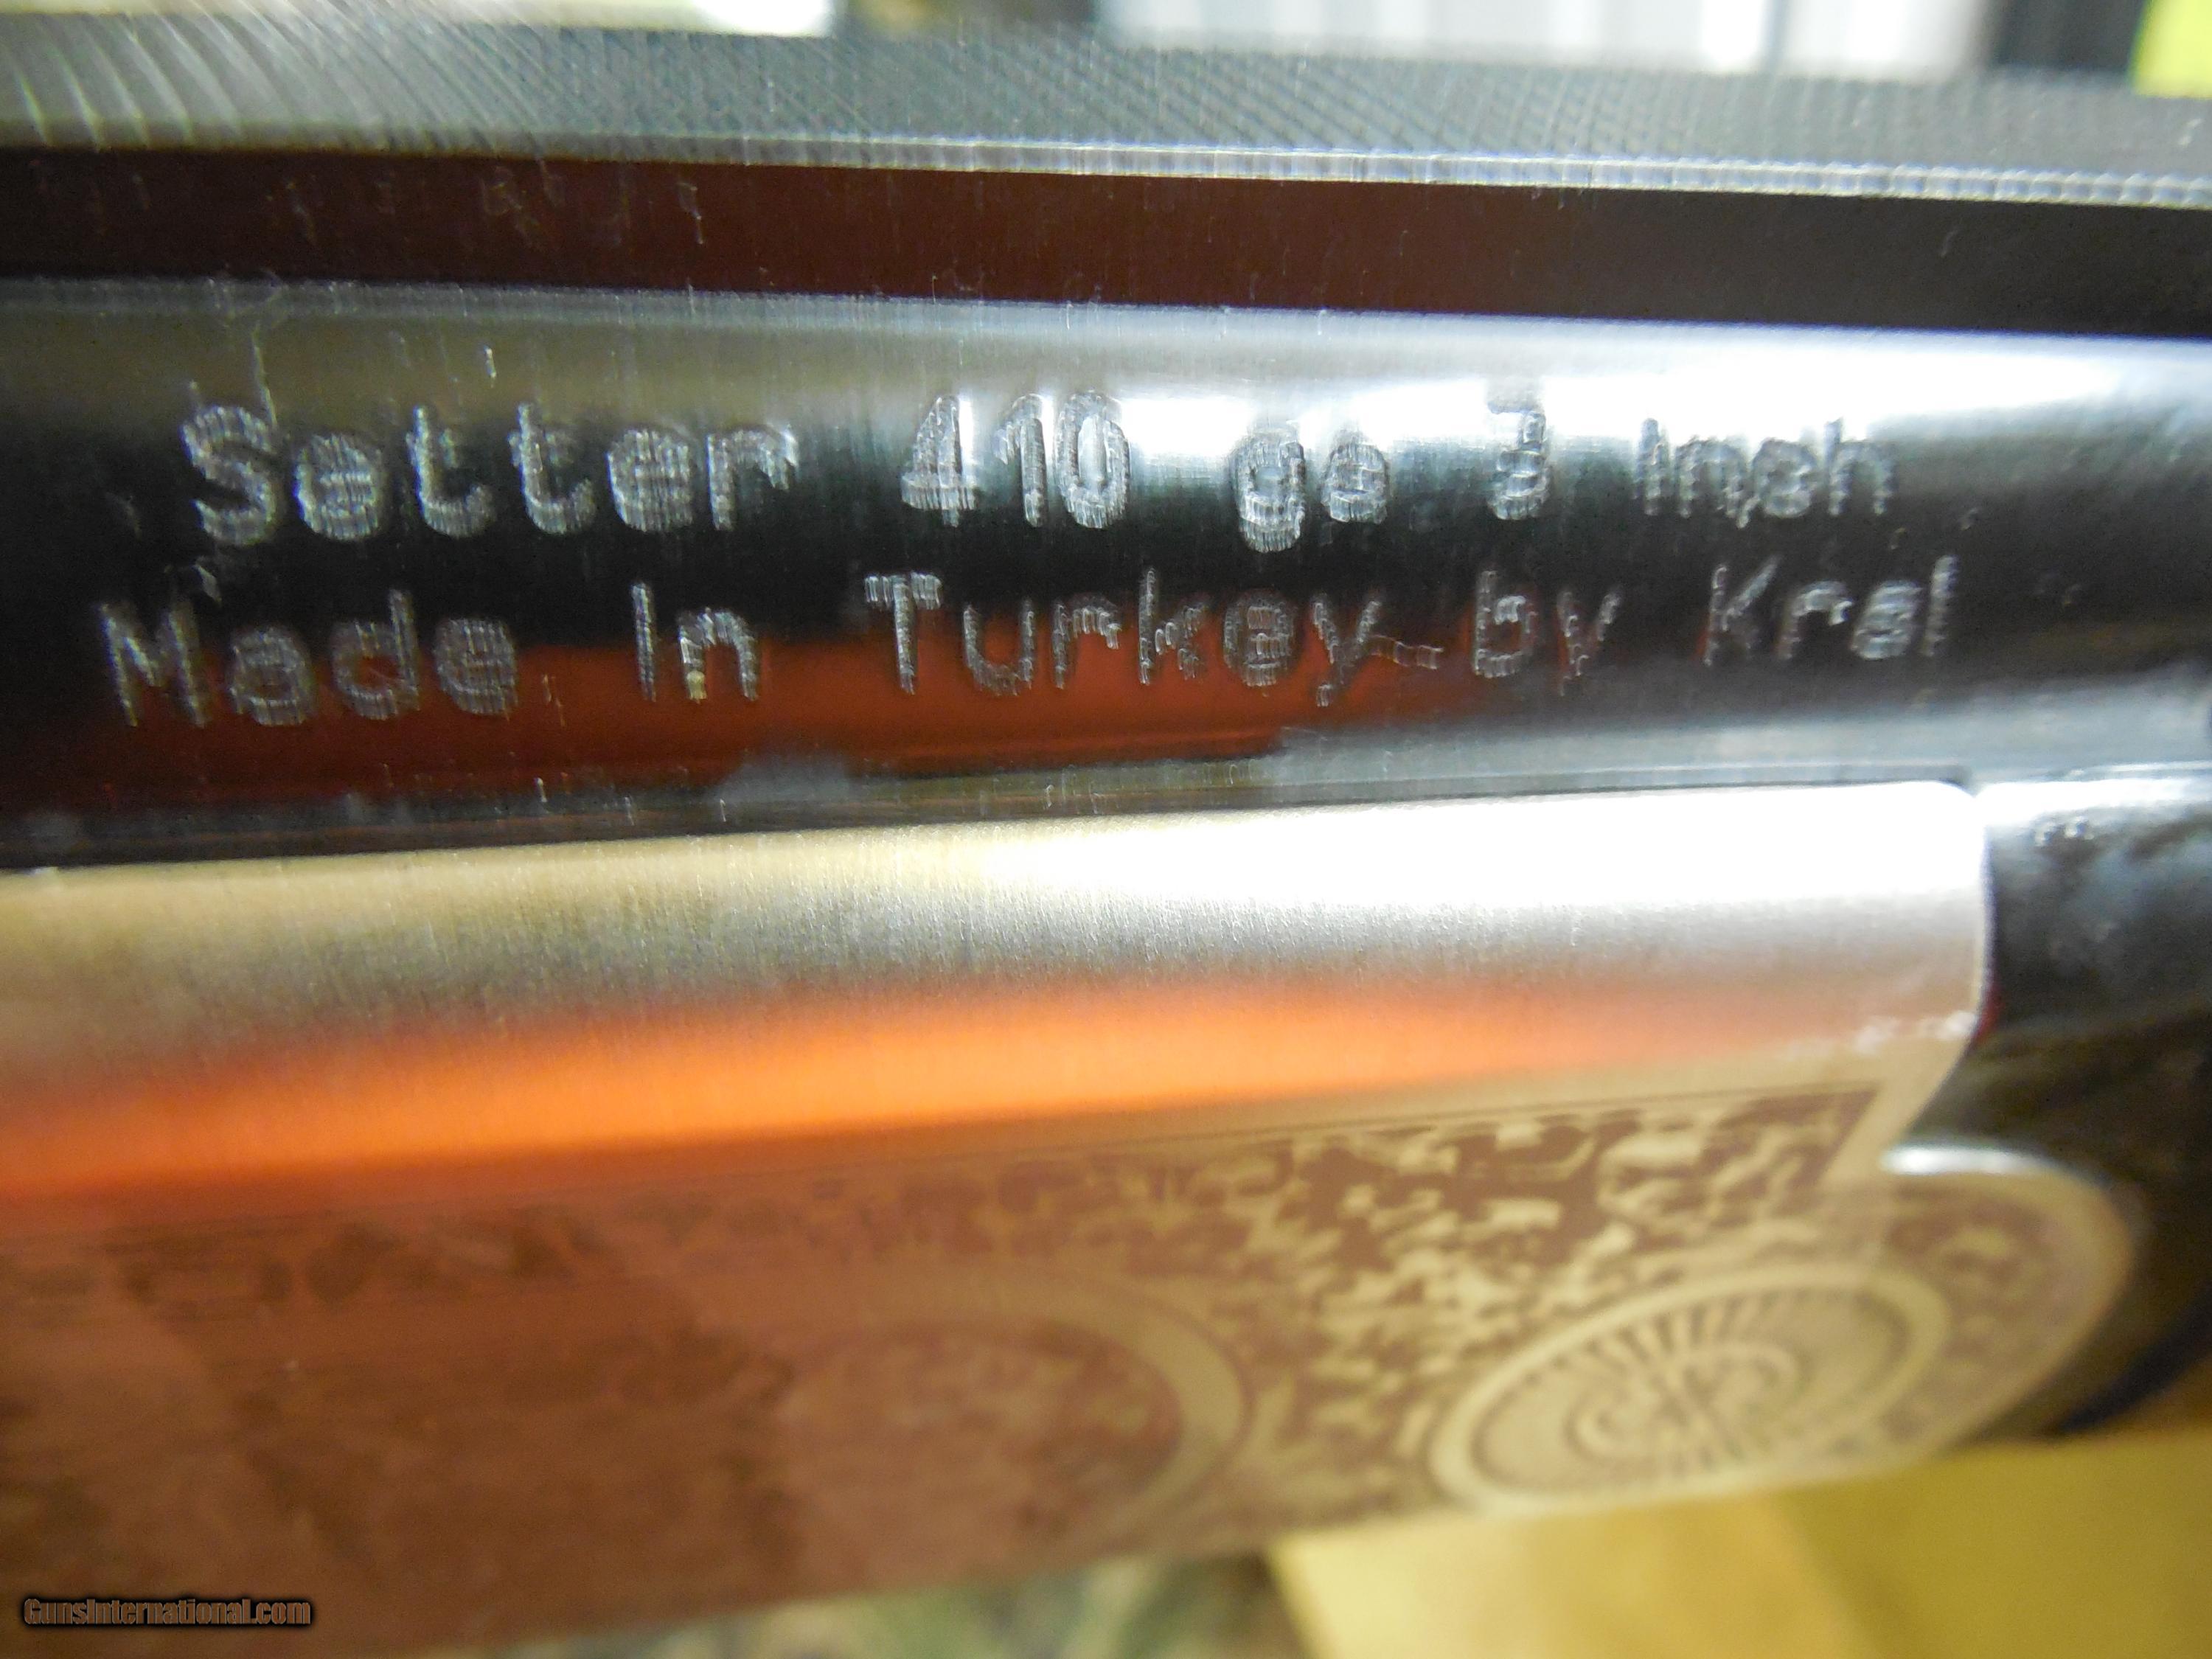 Setter 410 ga 3 Inch
Made In Turkey by Kral
GunsInternational.com